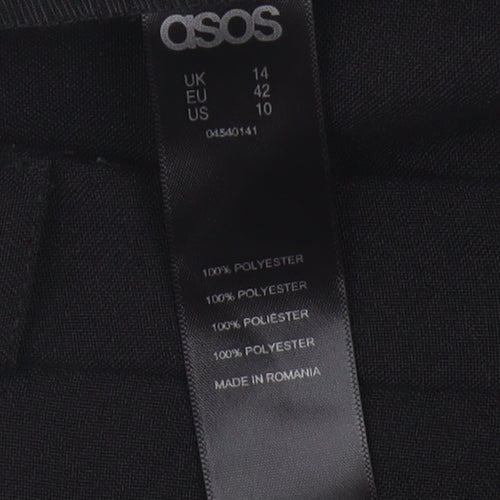 asos
UK 14
EU 42
US 10
04540141
100% POLYESTER
100% POLYESTER
100% POLIÉSTER
100% POLYESTER
MADE IN ROMANIA